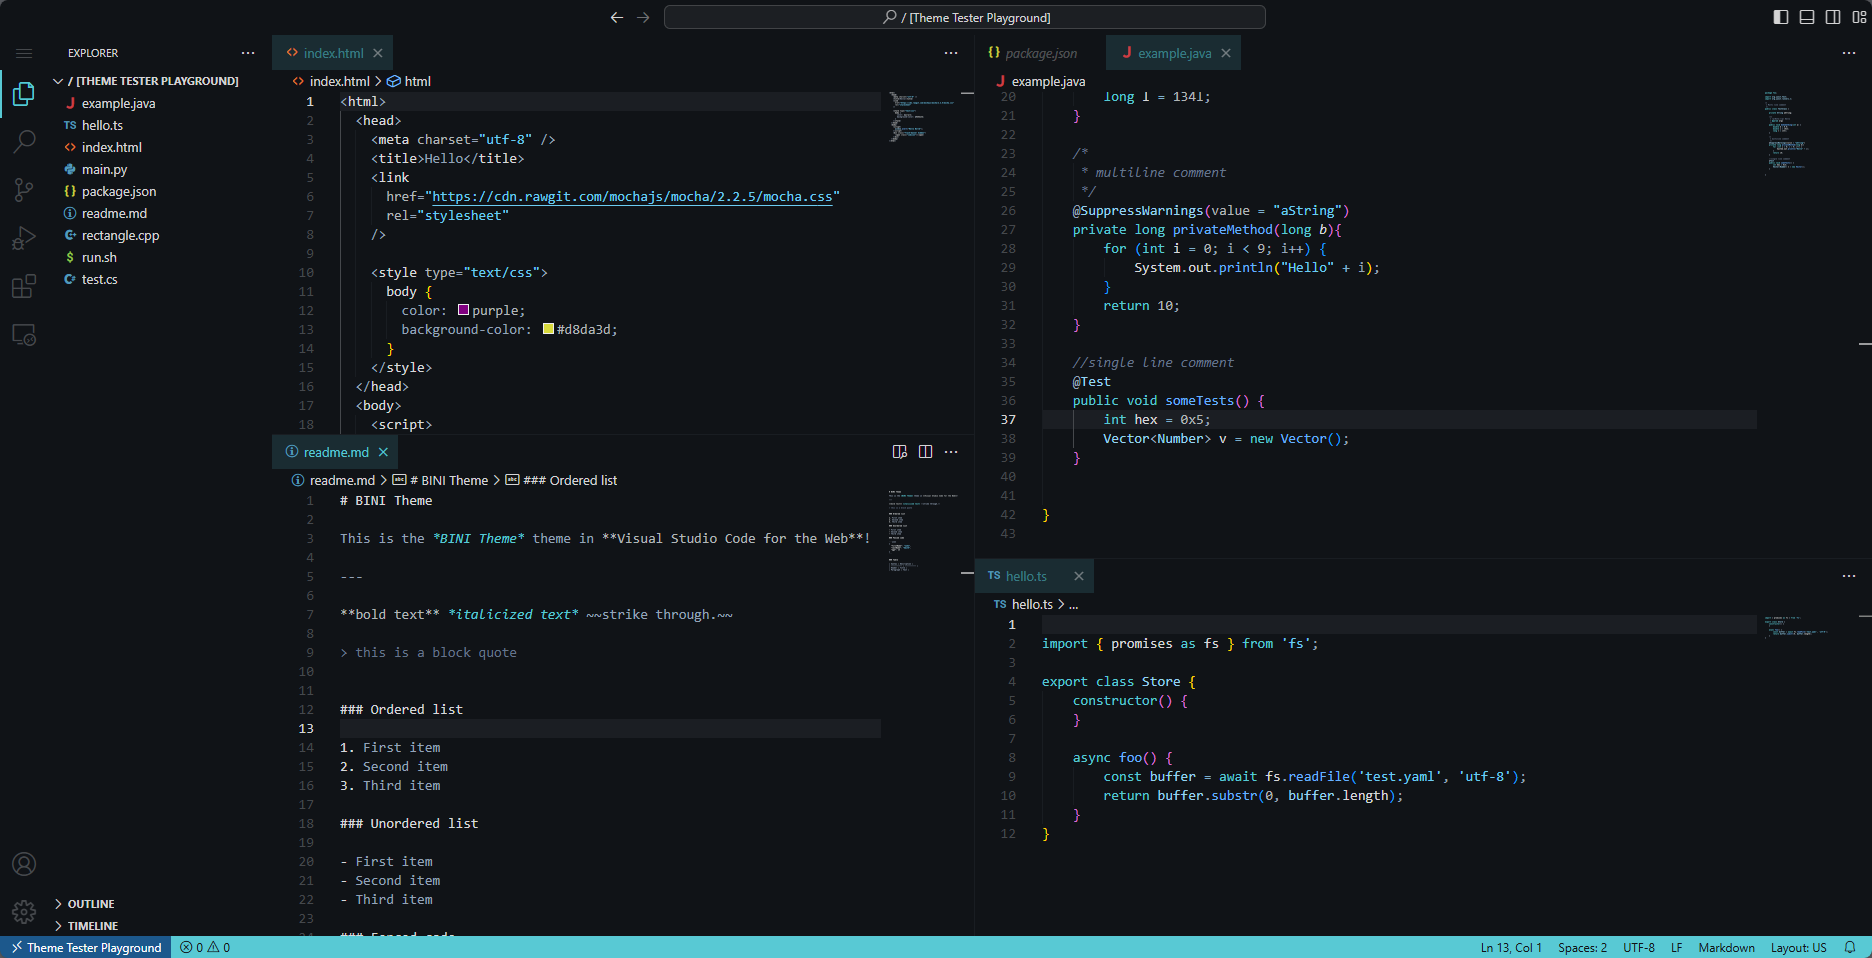 / [Theme Tester Playground]
EXPLORER
/ [THEME TESTER PLAYGROUND]
example.java
TS hello.ts
index.html
main.py
{} package.json
readme.md
rectangle.cpp
$ run.sh
test.cs
OUTLINE
TIMELINE
<> index.html
<> index.html > html
1 <html>
2 <head>
3 <meta charset="utf-8" />
4 <title>Hello</title>
5 <link
6 href="https://cdn.rawgit.com/mochajs/mocha/2.2.5/mocha.css"
7 rel="stylesheet"
8 />
9
10 <style type="text/css">
11 body {
12 color: purple;
13 background-color: #d8da3d;
14 }
15 </style>
16 </head>
17 <body>
18 <script>
readme.md
readme.md > # BINI Theme > ### Ordered list
1 # BINI Theme
2
3 This is the *BINI Theme* theme in **Visual Studio Code for the Web**!
4
5 ---
6
7 **bold text** *italicized text* ~~strike through.~~
8
9 > this is a block quote
10
11
12 ### Ordered list
13
14 1. First item
15 2. Second item
16 3. Third item
17
18 ### Unordered list
19
20 - First item
21 - Second item
22 - Third item
23
24 ### Fenced code
{} package.json
J example.java
J example.java
20 long l = 134l;
21 }
22
23 /*
24 * multiline comment
25 */
26 @SuppressWarnings(value = "aString")
27 private long privateMethod(long b){
28 for (int i = 0; i < 9; i++) {
29 System.out.println("Hello" + i);
30 }
31 return 10;
32 }
33
34 //single line comment
35 @Test
36 public void someTests() {
37 int hex = 0x5;
38 Vector<Number> v = new Vector();
39 }
40
41
42 }
43
TS hello.ts
TS hello.ts > ...
1
2 import { promises as fs } from 'fs';
3
4 export class Store {
5 constructor() {
6 }
7
8 async foo() {
9 const buffer = await fs.readFile('test.yaml', 'utf-8');
10 return buffer.substr(0, buffer.length);
11 }
12 }
Theme Tester Playground 0 0 Ln 13, Col 1 Spaces: 2 UTF-8 LF Markdown Layout: US